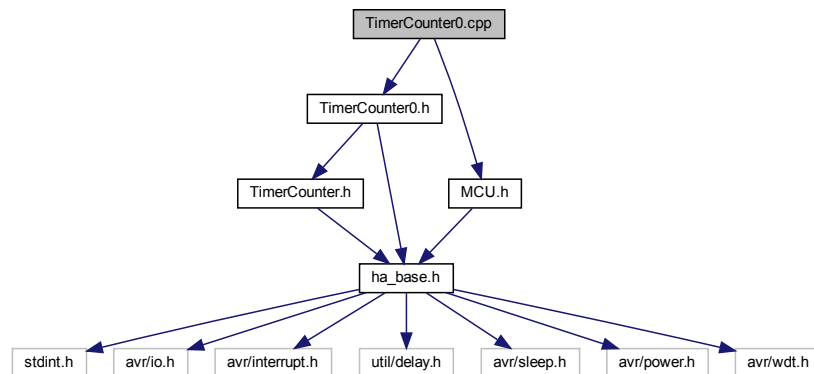 TimerCounter0.cpp
TimerCounter0.h
TimerCounter.h
MCU.h
ha_base.h
stdint.h
avr/io.h
avr/interrupt.h
util/delay.h
avr/sleep.h
avr/power.h
avr/wdt.h